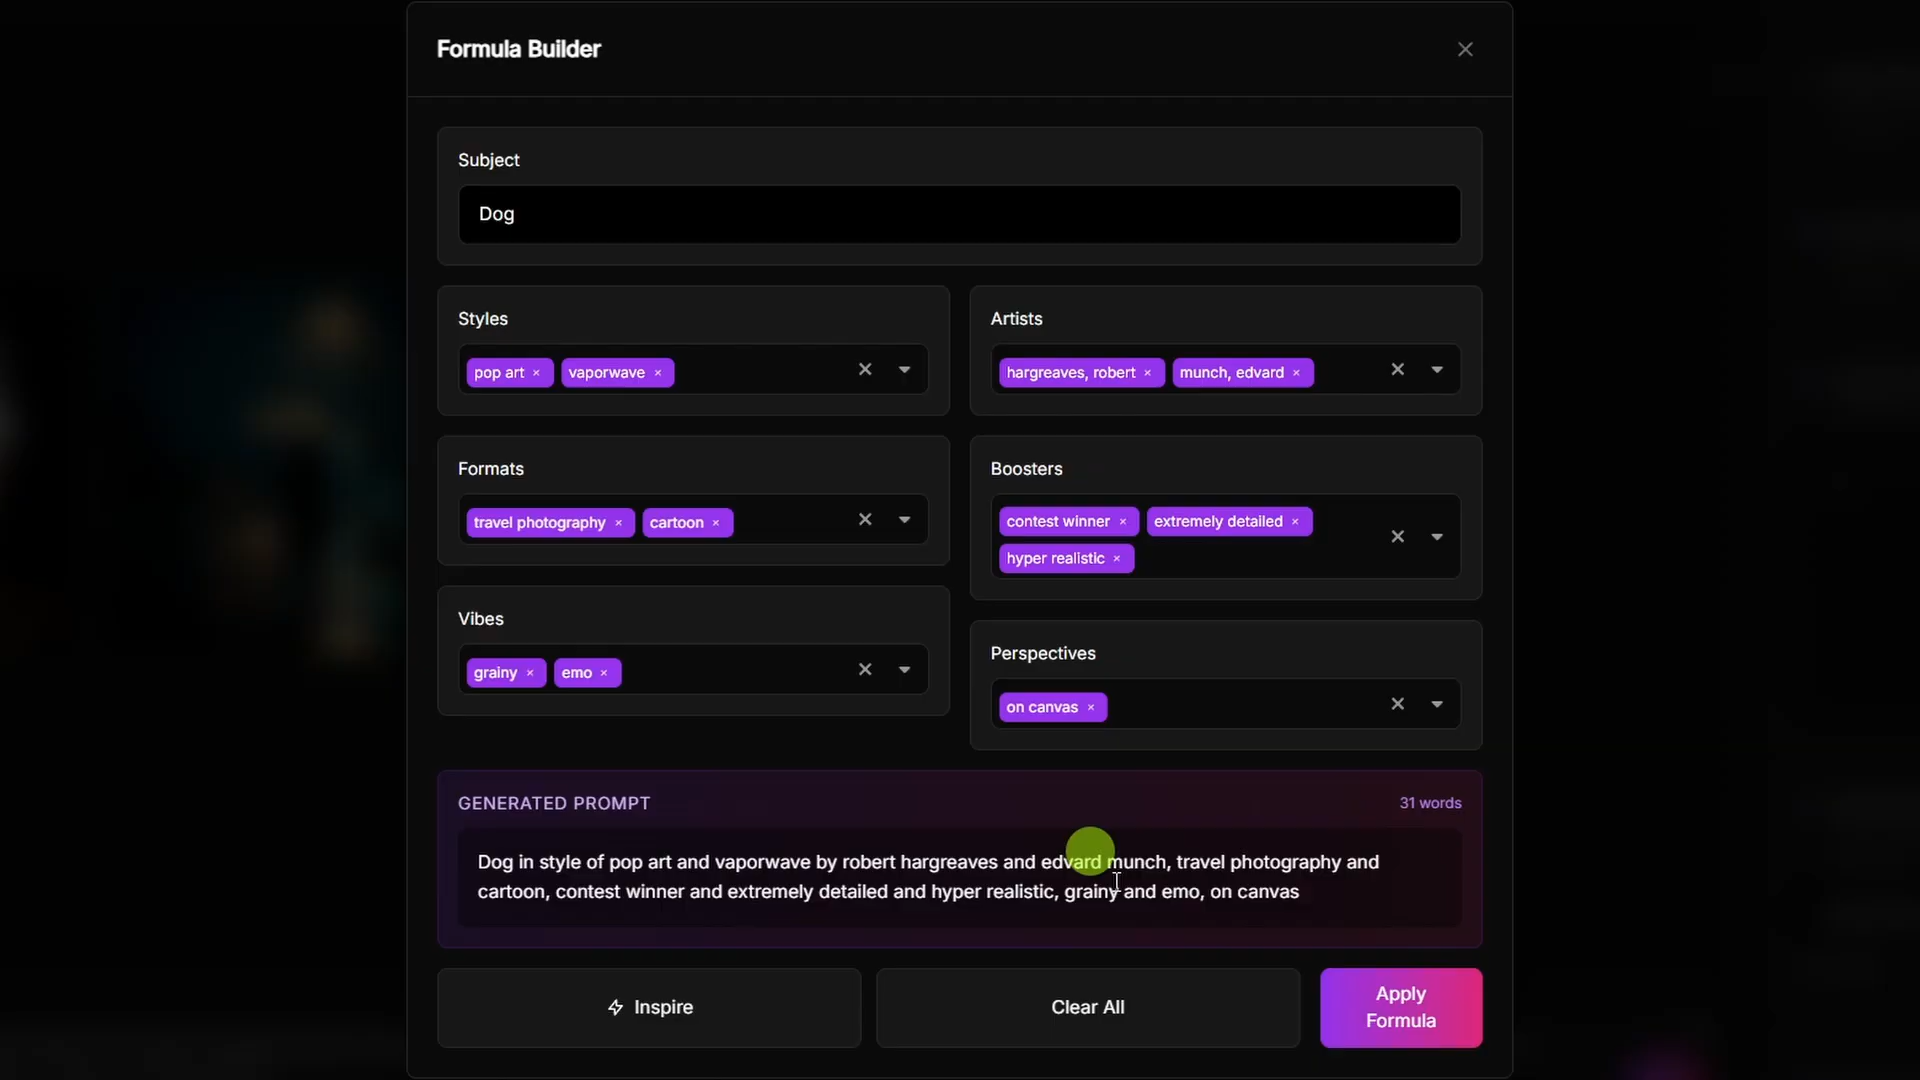 Formula Builder
Subject
Dog
Styles
pop art ×
vaporwave ×
Artists
hargreaves, robert ×
munch, edvard ×
Formats
travel photography ×
cartoon ×
Boosters
contest winner ×
extremely detailed ×
hyper realistic ×
Vibes
grainy ×
emo ×
Perspectives
on canvas ×
GENERATED PROMPT
31 words
Dog in style of pop art and vaporwave by robert hargreaves and edvard munch, travel photography and
cartoon, contest winner and extremely detailed and hyper realistic, grainy and emo, on canvas
Inspire
Clear All
Apply
Formula